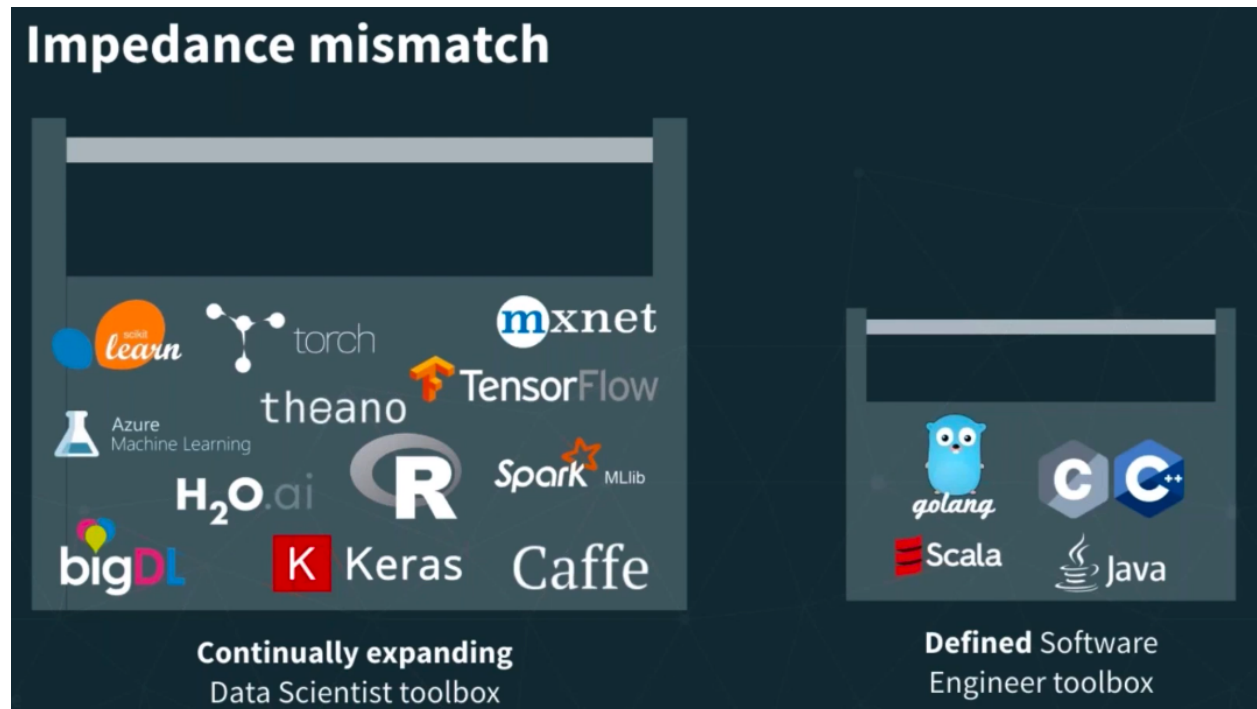 Impedance mismatch
scikit
learn
torch
mxnet
theano
TensorFlow
Azure
Machine Learning
H2O.ai
R
Spark MLlib
bigDL
K Keras
Caffe
Continually expanding
Data Scientist toolbox
golang
C C++
Scala
Java
Defined Software
Engineer toolbox